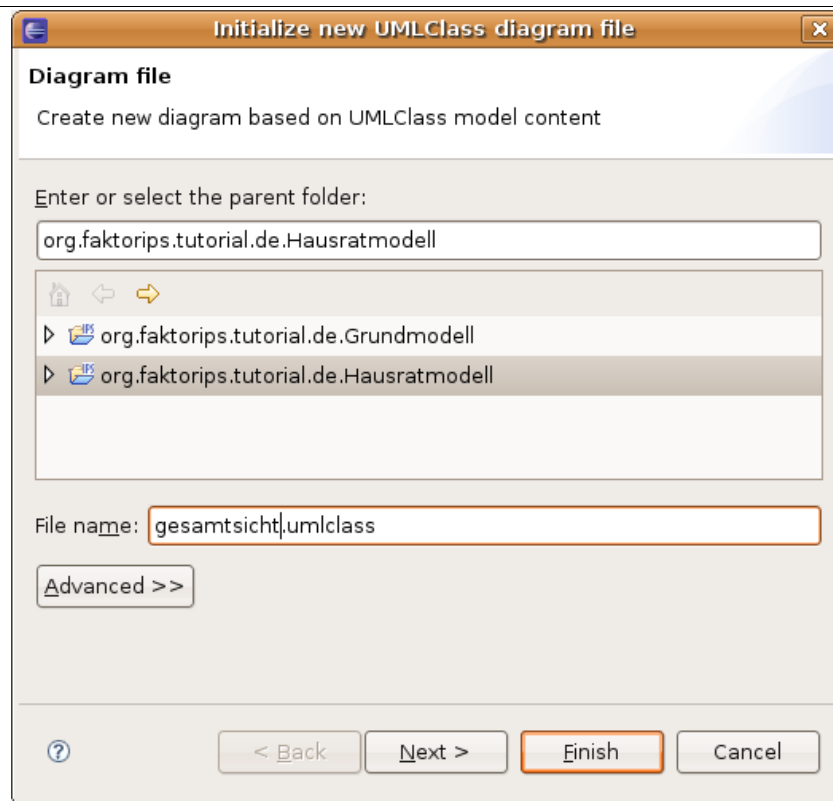 Initialize new UMLClass diagram file
Diagram file
Create new diagram based on UMLClass model content
Enter or select the parent folder:
org.faktorips.tutorial.de.Hausratmodell
org.faktorips.tutorial.de.Grundmodell
org.faktorips.tutorial.de.Hausratmodell
File name: gesamtsicht.umlclass
Advanced >>
? < Back Next > Finish Cancel